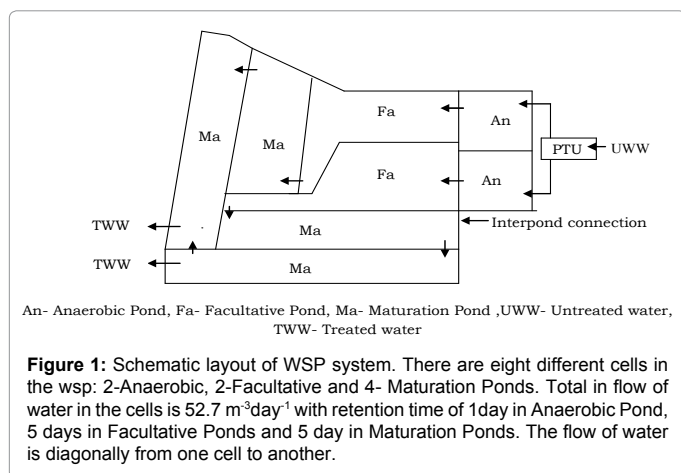 Ma
Ma
Fa
An
PTU
UWW
Fa
An
TWW
Ma
Interpond connection
TWW
Ma
An- Anaerobic Pond, Fa- Facultative Pond, Ma- Maturation Pond ,UWW- Untreated water,
TWW- Treated water
Figure 1: Schematic layout of WSP system. There are eight different cells in
the wsp: 2-Anaerobic, 2-Facultative and 4- Maturation Ponds. Total in flow of
water in the cells is 52.7 m⁻³day⁻¹ with retention time of 1day in Anaerobic Pond,
5 days in Facultative Ponds and 5 day in Maturation Ponds. The flow of water
is diagonally from one cell to another.